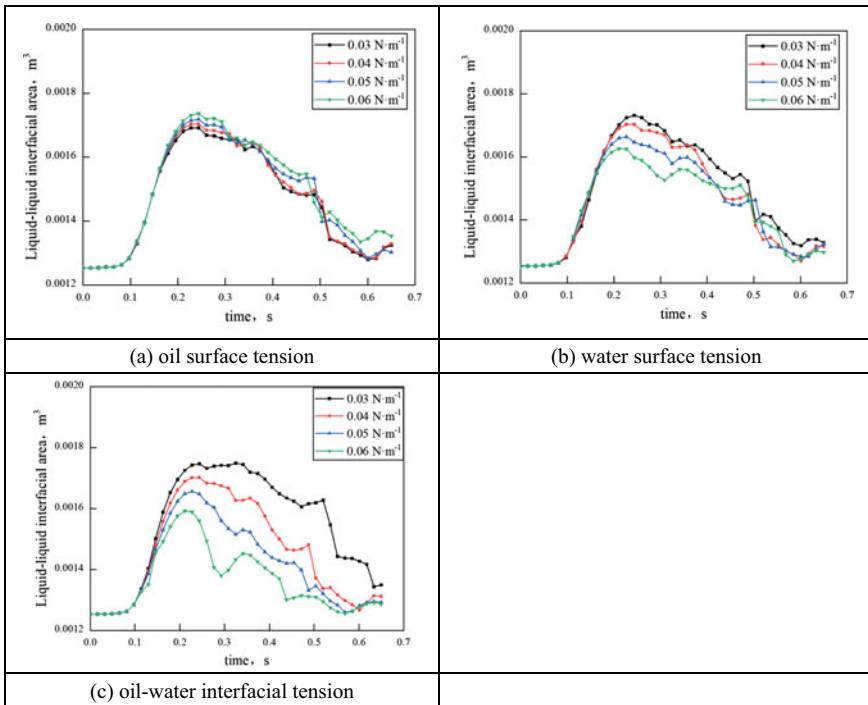 0.0020
0.0018
0.0016
0.0014
0.0012
Liquid-liquid interfacial area, m³
0.03 N·m⁻¹
0.04 N·m⁻¹
0.05 N·m⁻¹
0.06 N·m⁻¹
0.0 0.1 0.2 0.3 0.4 0.5 0.6 0.7
time, s
(a) oil surface tension
0.0020
0.0018
0.0016
0.0014
0.0012
Liquid-liquid interfacial area, m³
0.03 N·m⁻¹
0.04 N·m⁻¹
0.05 N·m⁻¹
0.06 N·m⁻¹
0.0 0.1 0.2 0.3 0.4 0.5 0.6 0.7
time, s
(b) water surface tension
0.0020
0.0018
0.0016
0.0014
0.0012
Liquid-liquid interfacial area, m³
0.03 N·m⁻¹
0.04 N·m⁻¹
0.05 N·m⁻¹
0.06 N·m⁻¹
0.0 0.1 0.2 0.3 0.4 0.5 0.6 0.7
time, s
(c) oil-water interfacial tension